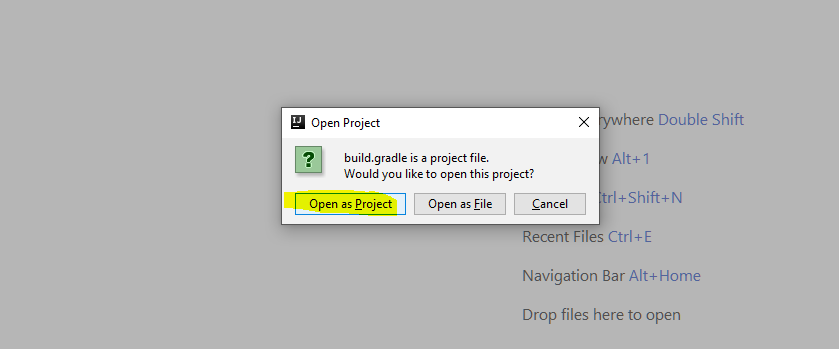 IJ
Open Project
build.gradle is a project file.
Would you like to open this project?
Open as Project
Open as File
Cancel
rywhere Double Shift
w Alt+1
trl+Shift+N
Recent Files Ctrl+E
Navigation Bar Alt+Home
Drop files here to open